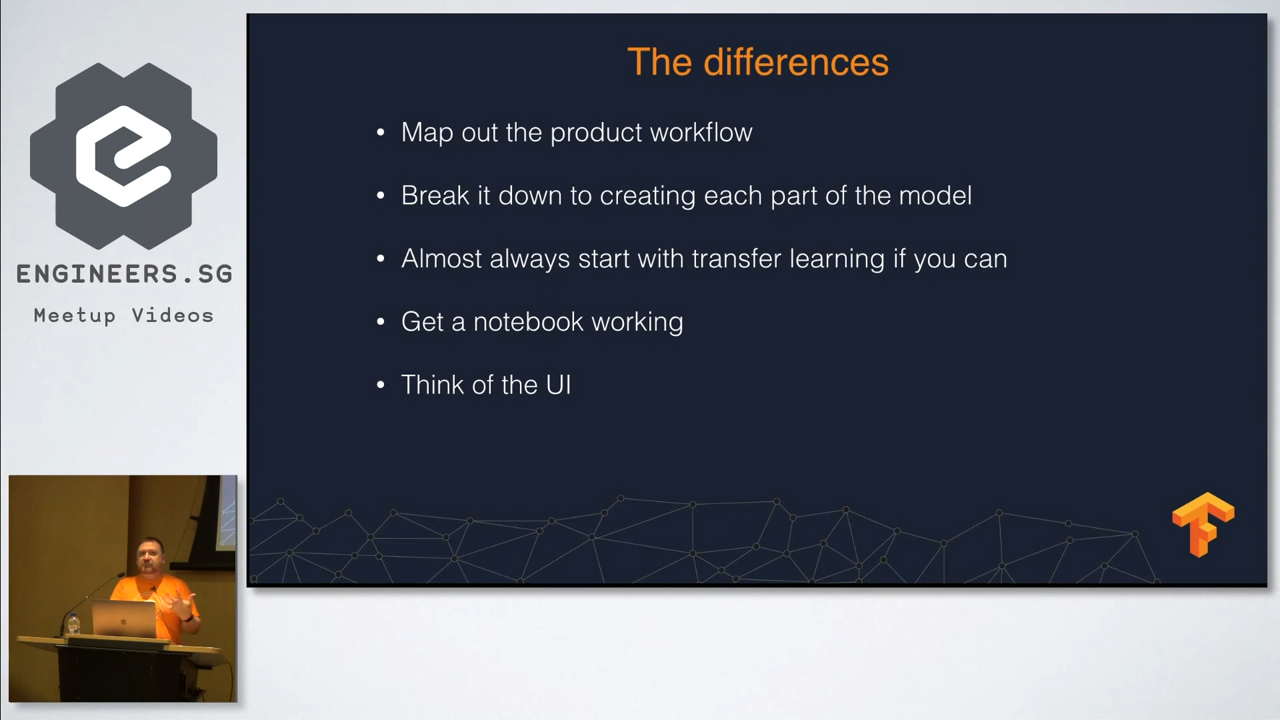 The differences
• Map out the product workflow
• Break it down to creating each part of the model
• Almost always start with transfer learning if you can
• Get a notebook working
• Think of the UI
ENGINEERS.SG
Meetup Videos